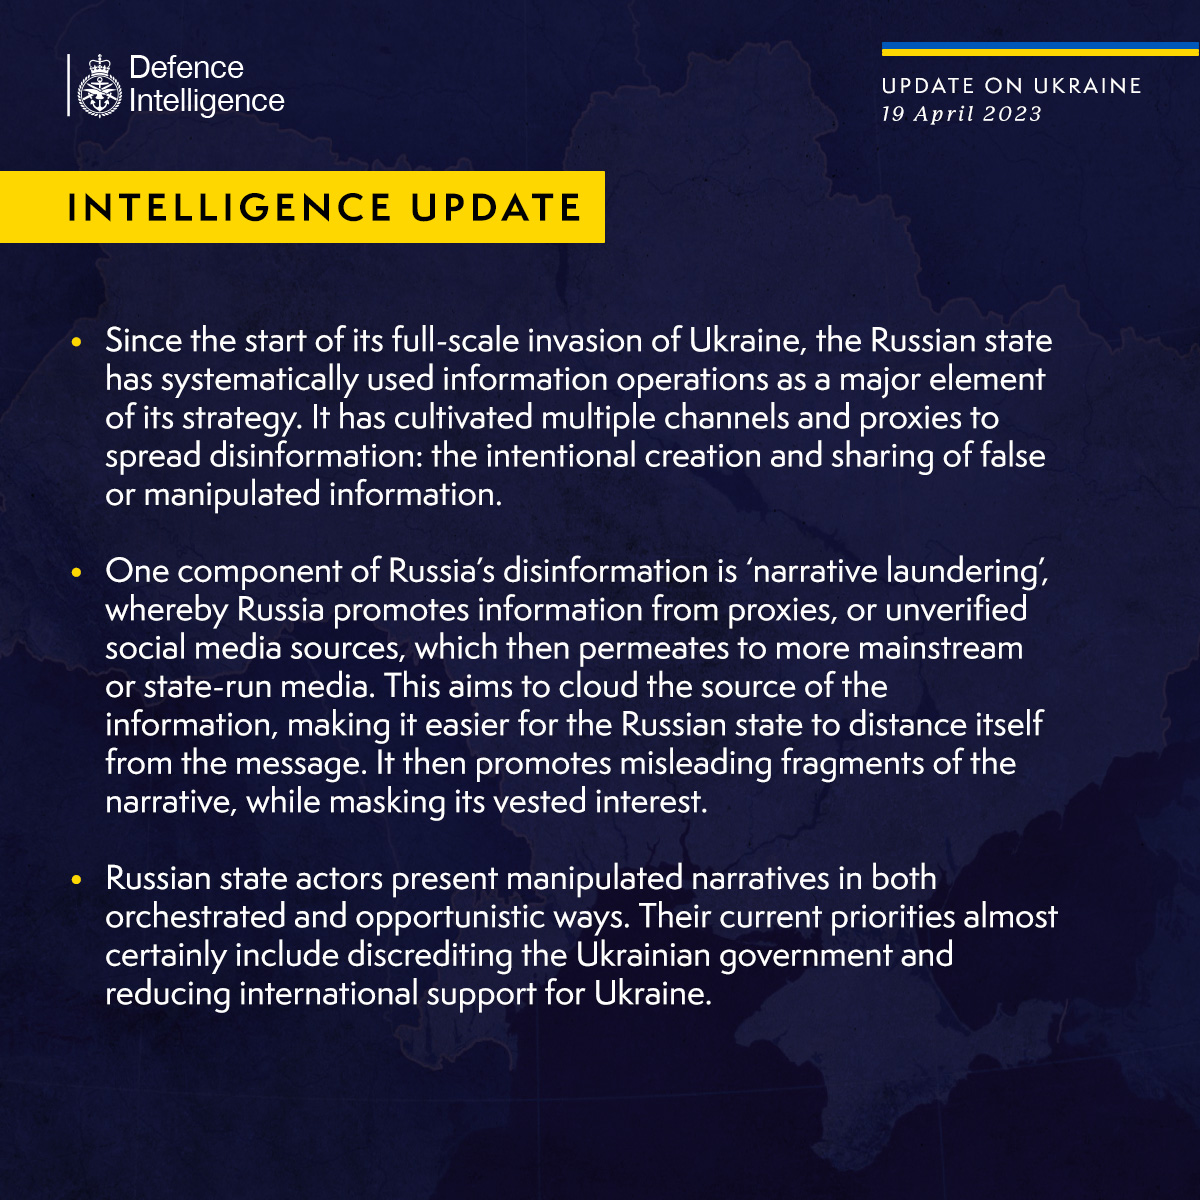 Defence
Intelligence
UPDATE ON UKRAINE
19 April 2023
INTELLIGENCE UPDATE
• Since the start of its full-scale invasion of Ukraine, the Russian state
has systematically used information operations as a major element
of its strategy. It has cultivated multiple channels and proxies to
spread disinformation: the intentional creation and sharing of false
or manipulated information.
• One component of Russia’s disinformation is ‘narrative laundering’,
whereby Russia promotes information from proxies, or unverified
social media sources, which then permeates to more mainstream
or state-run media. This aims to cloud the source of the
information, making it easier for the Russian state to distance itself
from the message. It then promotes misleading fragments of the
narrative, while masking its vested interest.
• Russian state actors present manipulated narratives in both
orchestrated and opportunistic ways. Their current priorities almost
certainly include discrediting the Ukrainian government and
reducing international support for Ukraine.